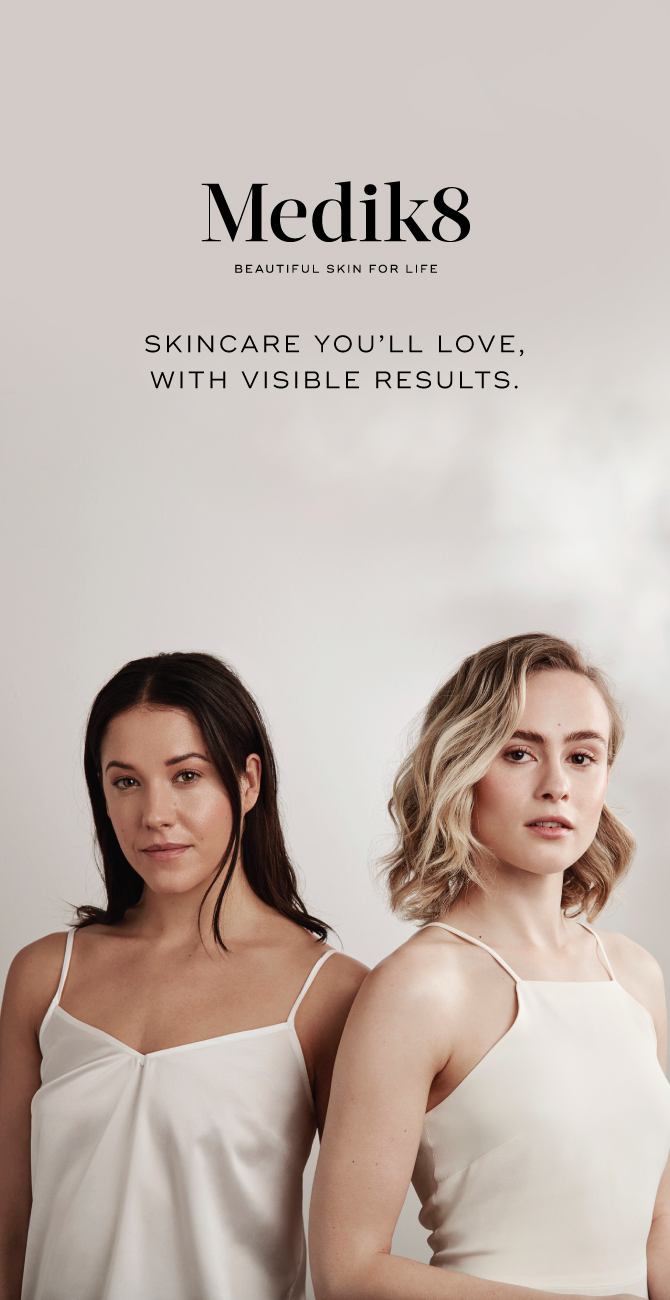 Medik8
BEAUTIFUL SKIN FOR LIFE
SKINCARE YOU’LL LOVE,
WITH VISIBLE RESULTS.